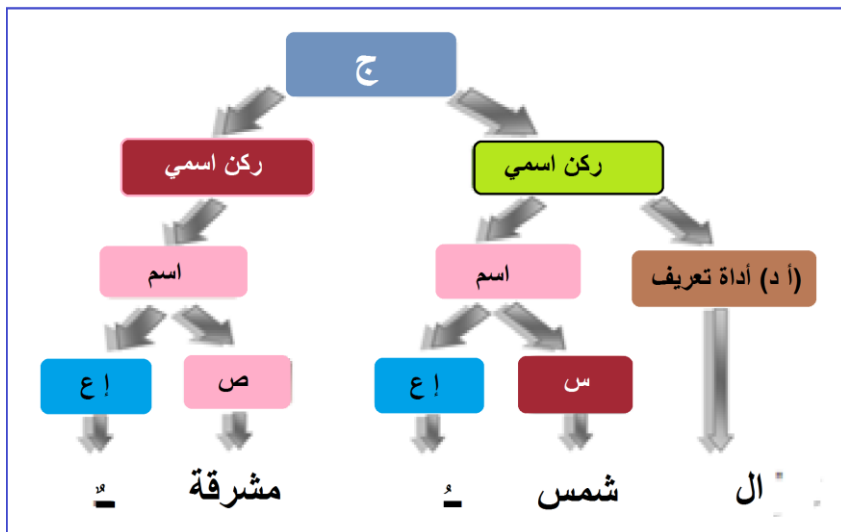 ج
ركن اسمي
ركن اسمي
(أ د) أداة تعريف
اسم
اسم
س
إ ع
ص
إ ع
ال
شمس
ـُ
مشرقة
ـٌ